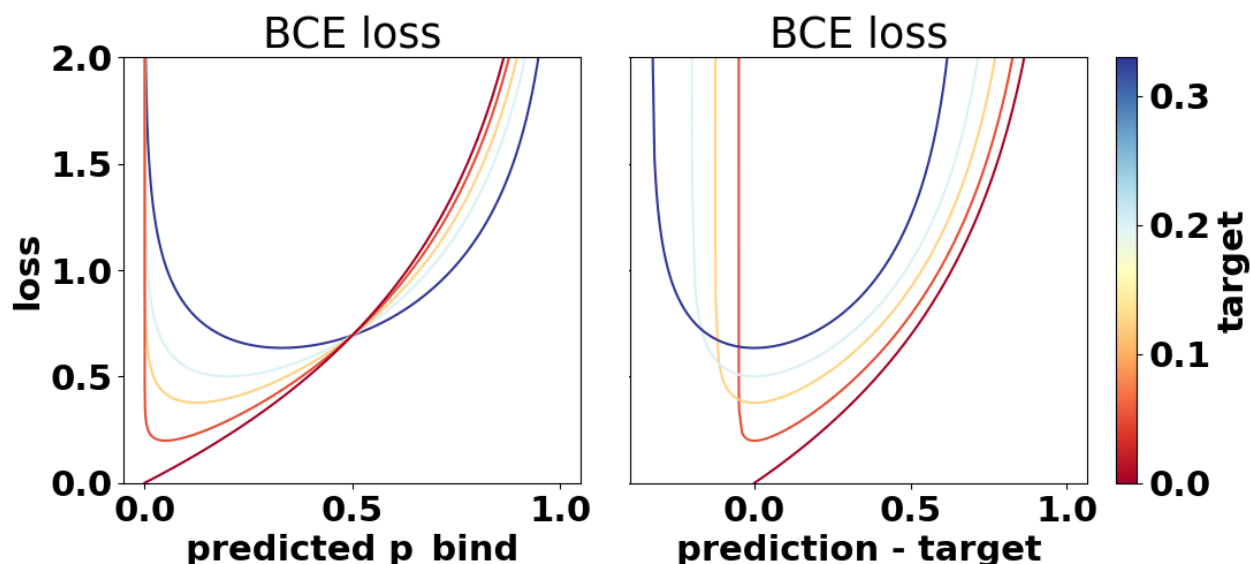 BCE loss
BCE loss
2.0
1.5
1.0
0.5
0.0
loss
0.0 0.5 1.0
predicted p_bind
0.0 0.5 1.0
prediction - target
0.3
0.2
0.1
0.0
target